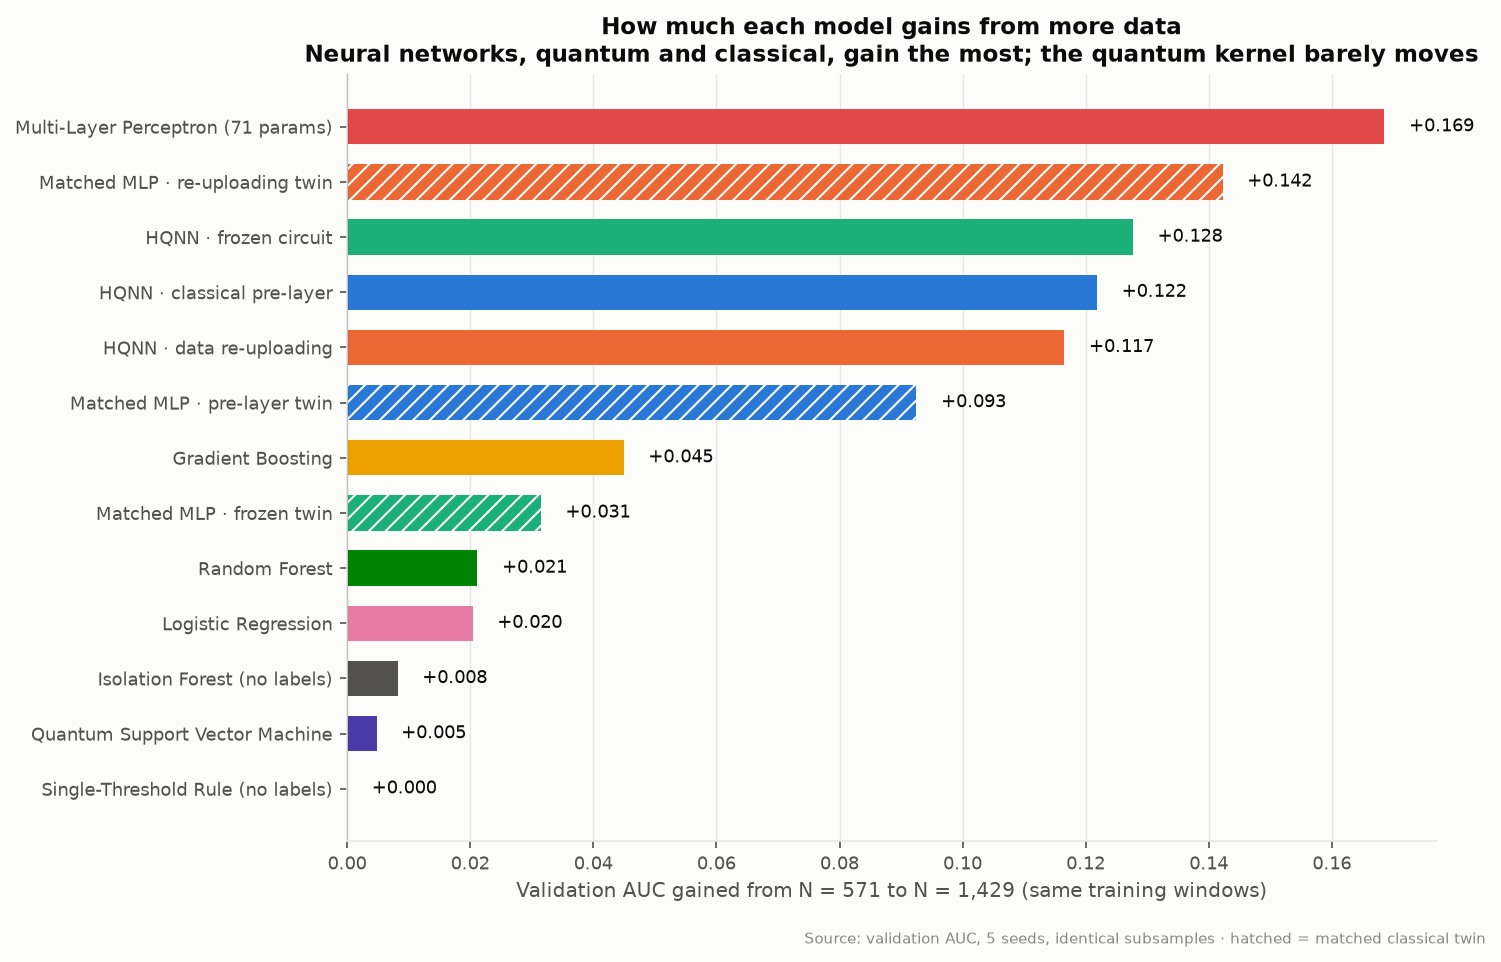 How much each model gains from more data
Neural networks, quantum and classical, gain the most; the quantum kernel barely moves
Multi-Layer Perceptron (71 params) +0.169
Matched MLP · re-uploading twin +0.142
HQNN · frozen circuit +0.128
HQNN · classical pre-layer +0.122
HQNN · data re-uploading +0.117
Matched MLP · pre-layer twin +0.093
Gradient Boosting +0.045
Matched MLP · frozen twin +0.031
Random Forest +0.021
Logistic Regression +0.020
Isolation Forest (no labels) +0.008
Quantum Support Vector Machine +0.005
Single-Threshold Rule (no labels) +0.000
0.00 0.02 0.04 0.06 0.08 0.10 0.12 0.14 0.16
Validation AUC gained from N = 571 to N = 1,429 (same training windows)
Source: validation AUC, 5 seeds, identical subsamples · hatched = matched classical twin